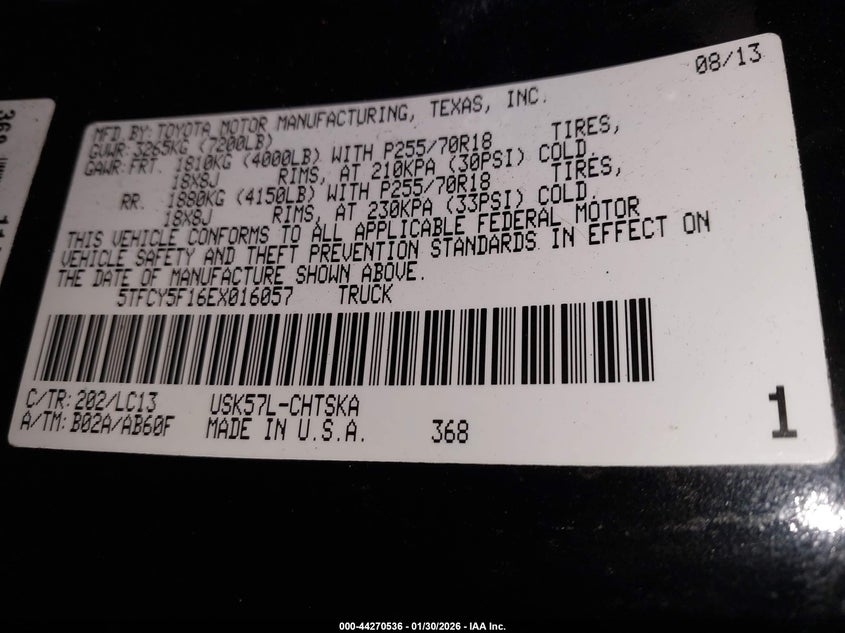 08/13
MFD BY: TOYOTA MOTOR MANUFACTURING, TEXAS, INC.
GVWR: 3265KG (7200LB)
GAWR: FRT. 1810KG (4000LB) WITH P255/70R18 TIRES,
18X8J RIMS, AT 210KPA (30PSI) COLD.
RR. 1880KG (4150LB) WITH P255/70R18 TIRES,
18X8J RIMS, AT 230KPA (33PSI) COLD.
THIS VEHICLE CONFORMS TO ALL APPLICABLE FEDERAL MOTOR
VEHICLE SAFETY AND THEFT PREVENTION STANDARDS IN EFFECT ON
THE DATE OF MANUFACTURE SHOWN ABOVE.
5TFCY5F16EX016057 TRUCK
C/TR: 202/LC13 USK57L-CHTSKA
A/TM: B02A/AB60F MADE IN U.S.A. 368
1
000-44270536 - 01/30/2026 - IAA Inc.